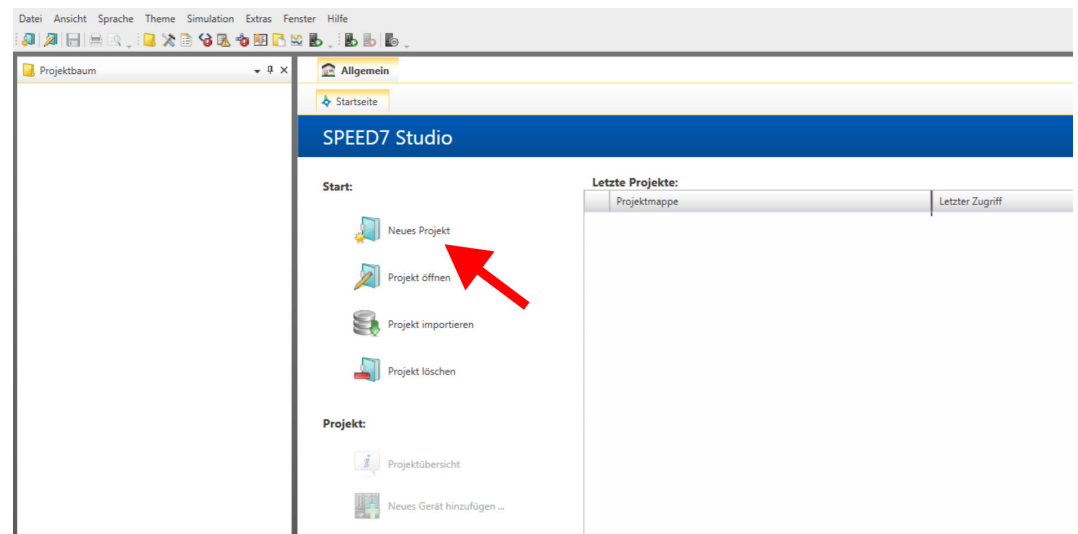 Datei Ansicht Sprache Theme Simulation Extras Fenster Hilfe
Projektbaum
Allgemein
Startseite
SPEED7 Studio
Start:
Neues Projekt
Projekt öffnen
Projekt importieren
Projekt löschen
Projekt:
Projektübersicht
Neues Gerät hinzufügen ...
Letzte Projekte:
Projektmappe Letzter Zugriff